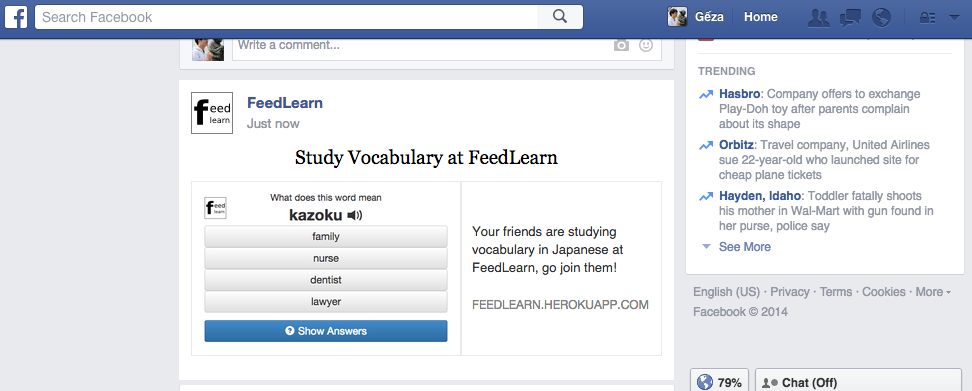 Search Facebook
Géza
Home
Write a comment...
feed
learn
FeedLearn
Just now
Study Vocabulary at FeedLearn
feed
learn
What does this word mean
kazoku
family
nurse
dentist
lawyer
Show Answers
Your friends are studying
vocabulary in Japanese at
FeedLearn, go join them!
FEEDLEARN.HEROKUAPP.COM
TRENDING
Hasbro: Company offers to exchange
Play-Doh toy after parents complain
about its shape
Orbitz: Travel company, United Airlines
sue 22-year-old who launched site for
cheap plane tickets
Hayden, Idaho: Toddler fatally shoots
his mother in Wal-Mart with gun found in
her purse, police say
See More
English (US) · Privacy · Terms · Cookies · More
Facebook © 2014
79%
Chat (Off)